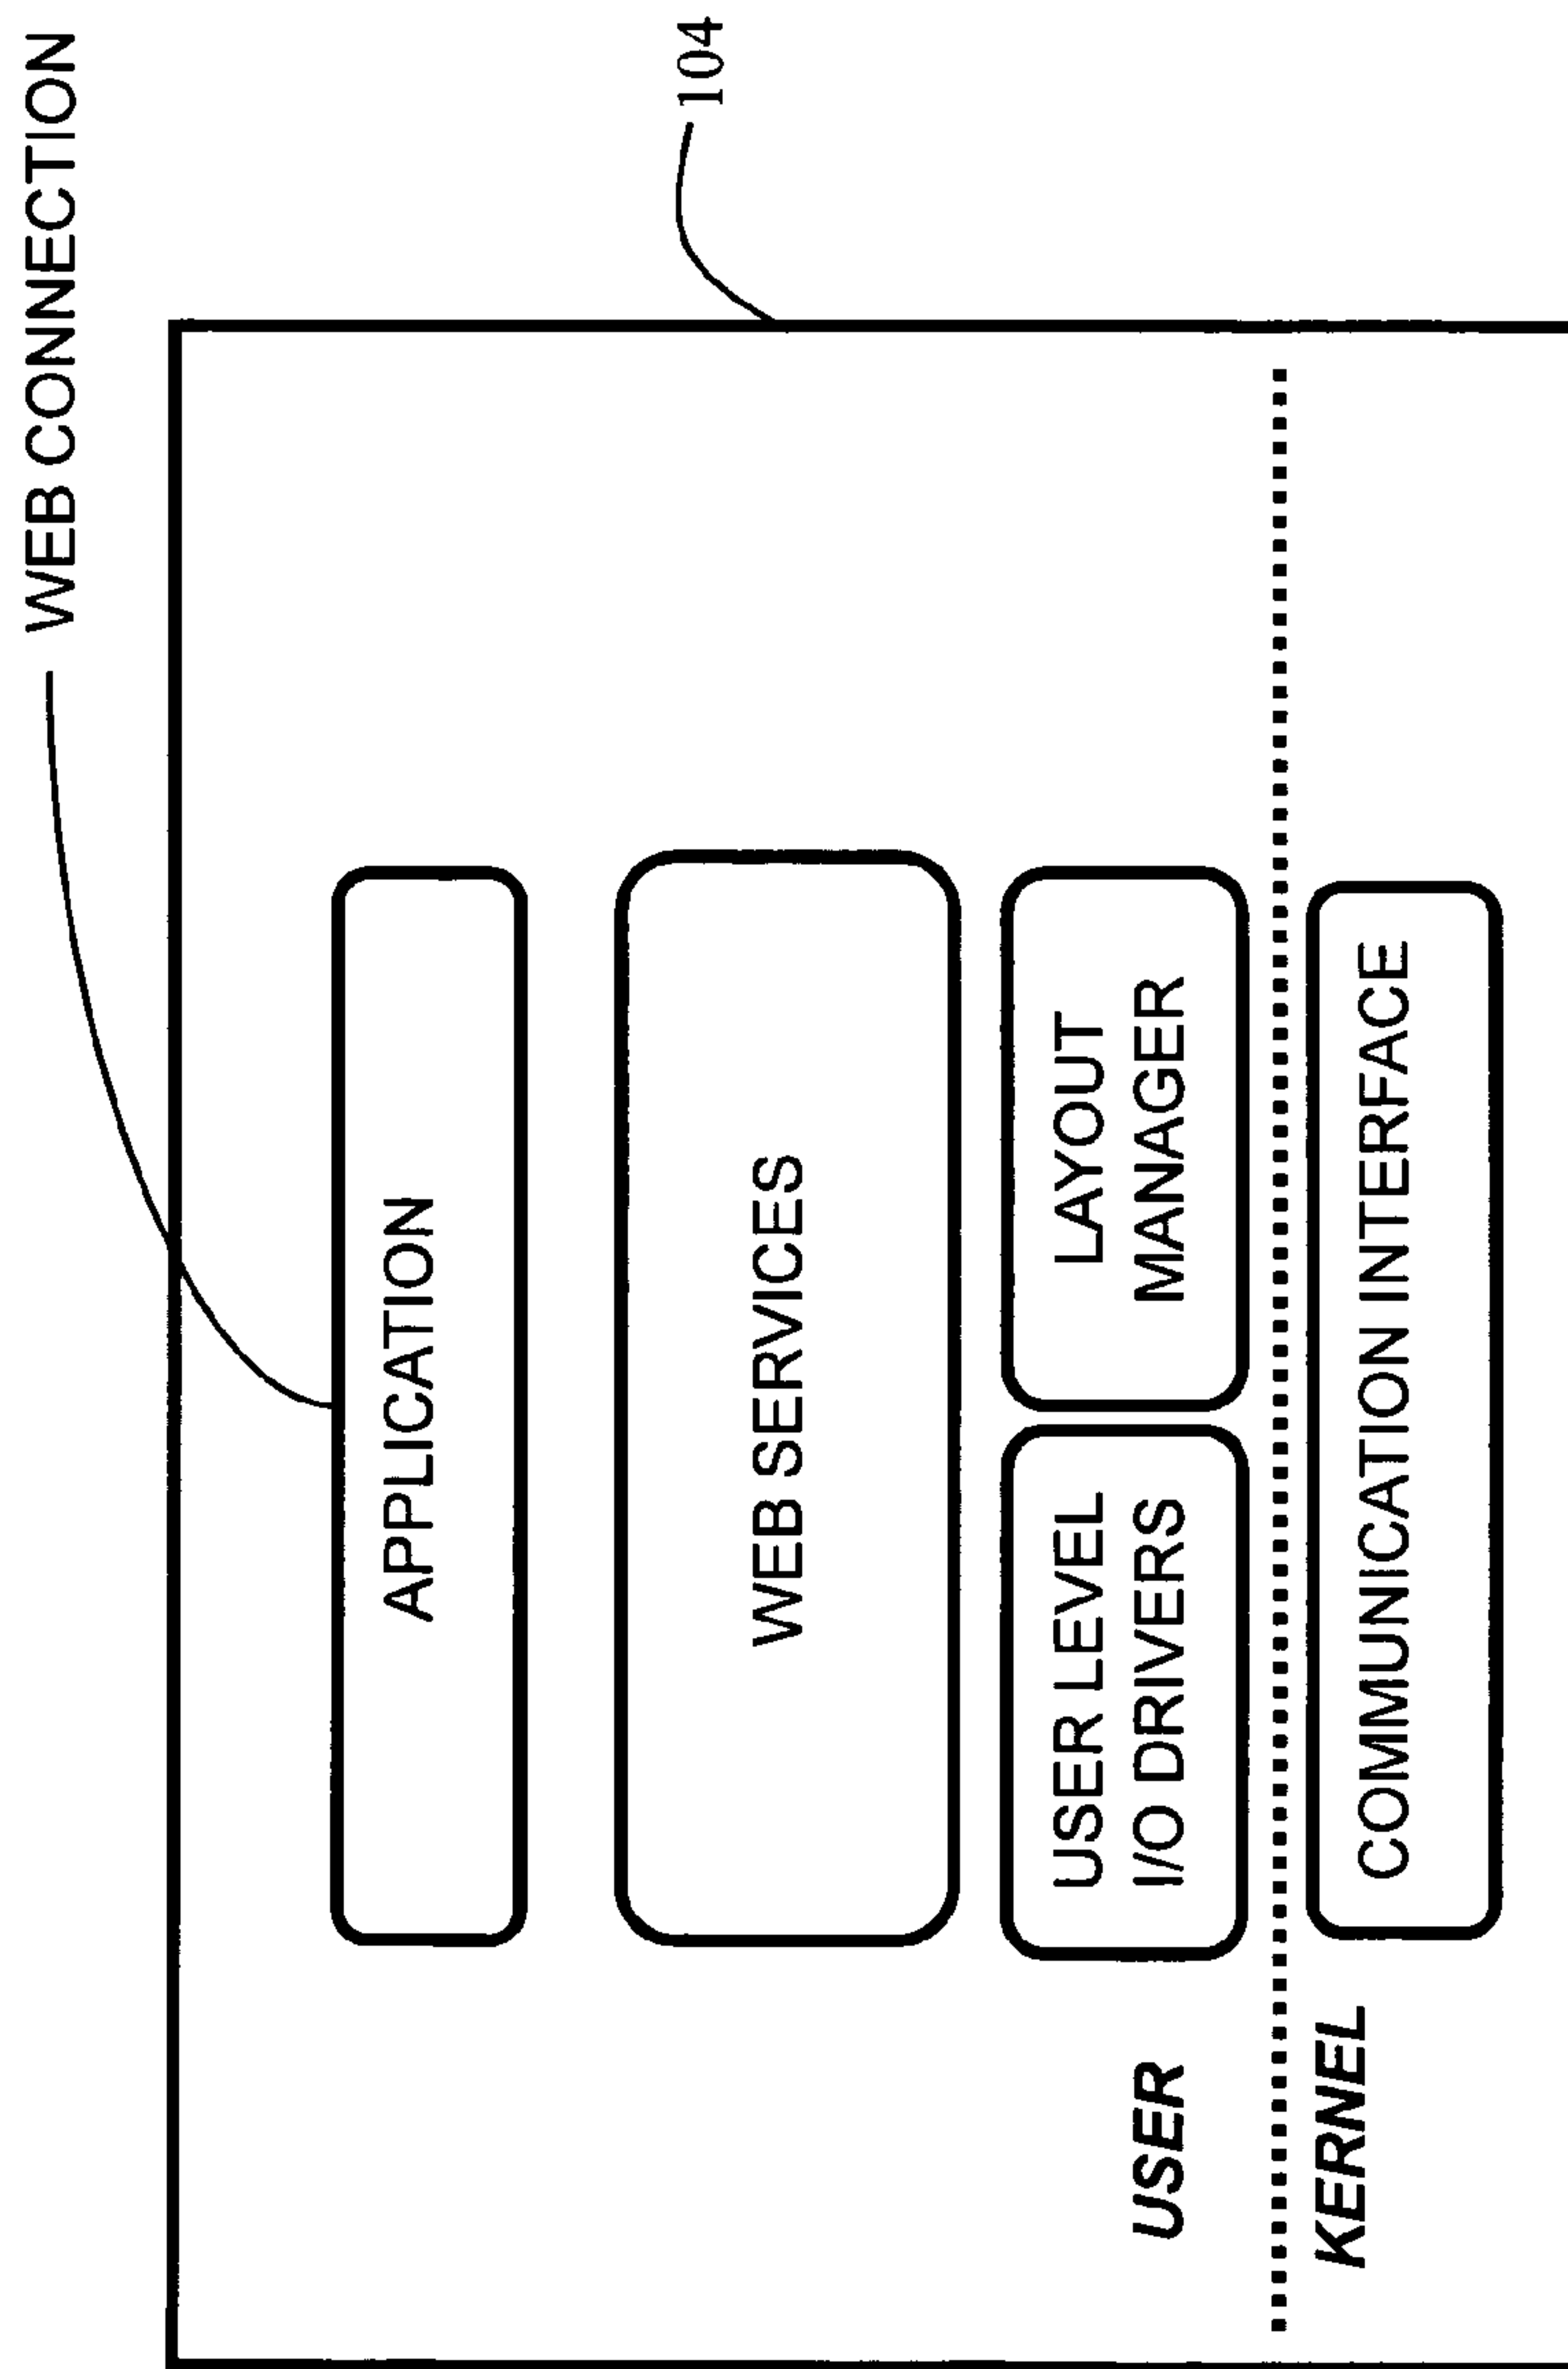 WEB CONNECTION
104
APPLICATION
WEB SERVICES
USER LEVEL
I/O DRIVERS
LAYOUT
MANAGER
USER
KERNEL
COMMUNICATION INTERFACE